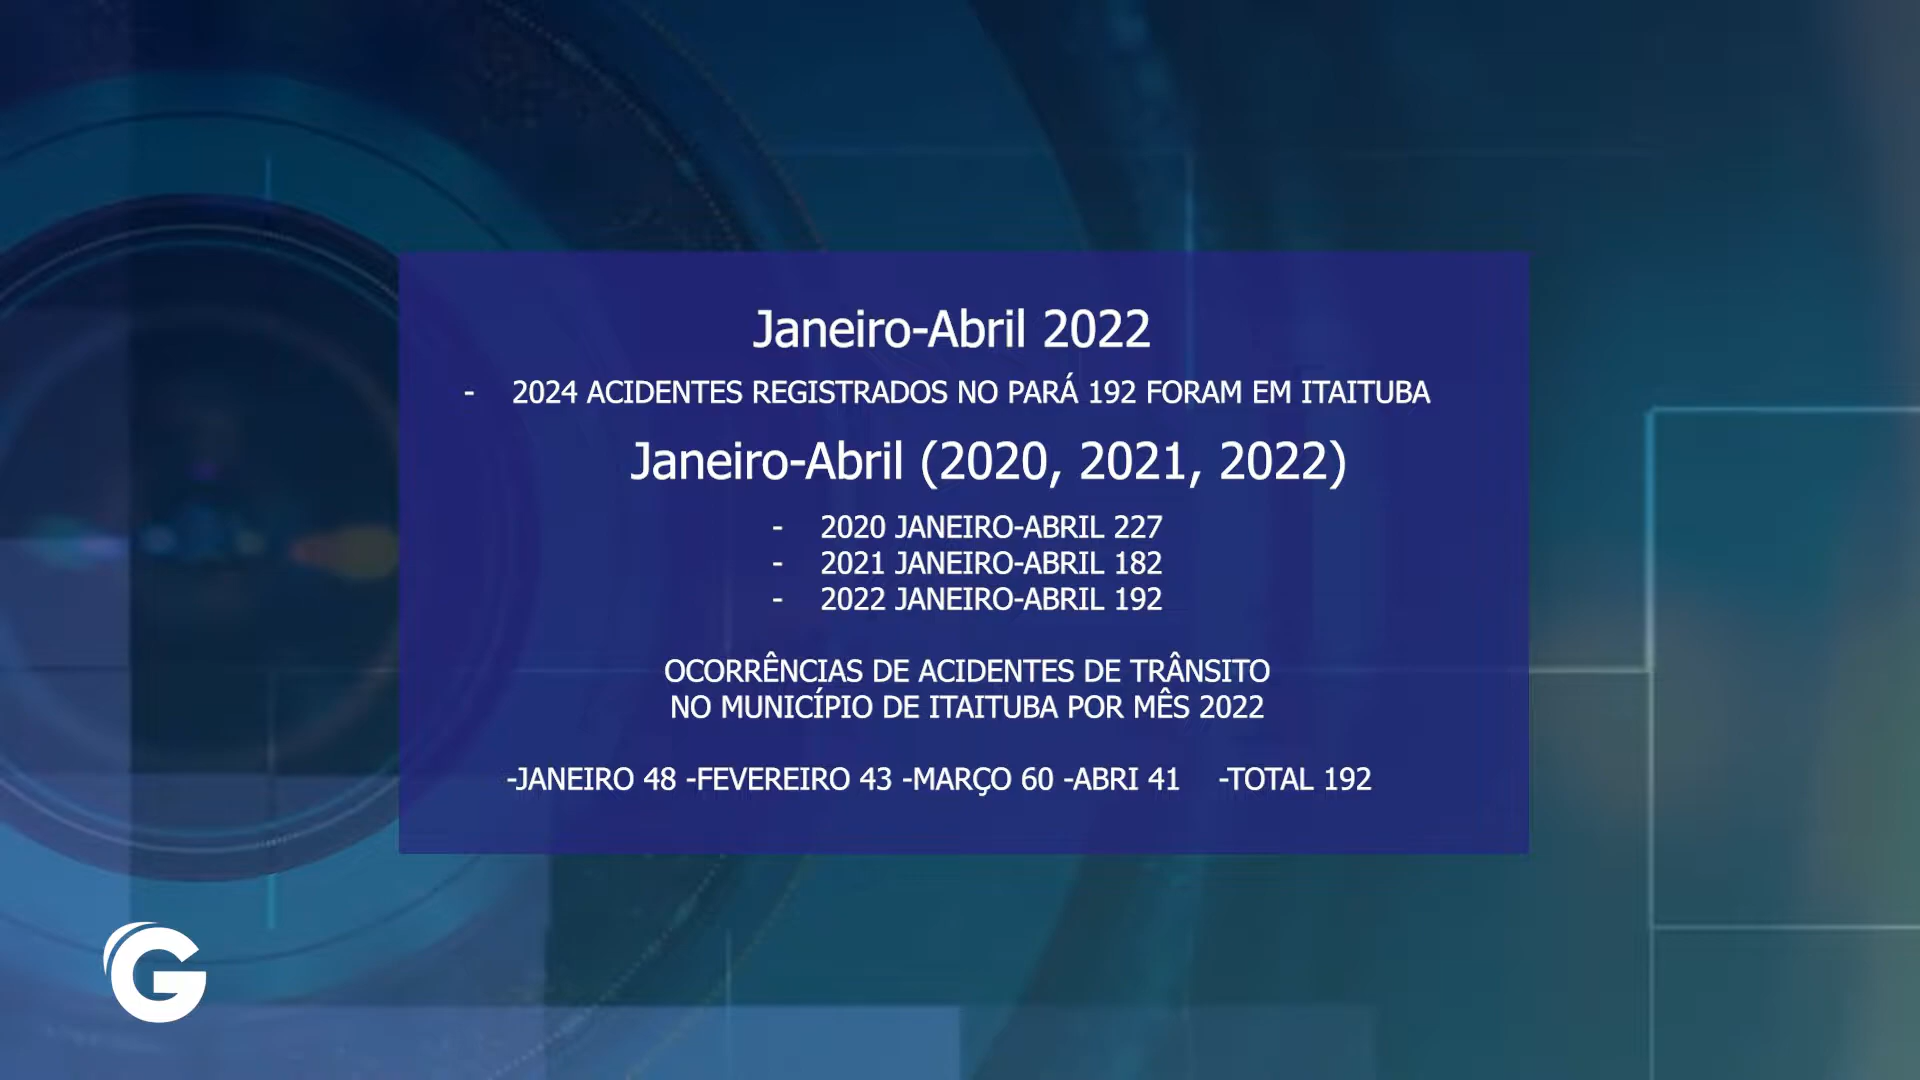 Janeiro-Abril 2022
- 2024 ACIDENTES REGISTRADOS NO PARÁ 192 FORAM EM ITAITUBA
Janeiro-Abril (2020, 2021, 2022)
- 2020 JANEIRO-ABRIL 227
- 2021 JANEIRO-ABRIL 182
- 2022 JANEIRO-ABRIL 192
OCORRÊNCIAS DE ACIDENTES DE TRÂNSITO
NO MUNICÍPIO DE ITAITUBA POR MÊS 2022
-JANEIRO 48 -FEVEREIRO 43 -MARÇO 60 -ABRI 41 -TOTAL 192
G